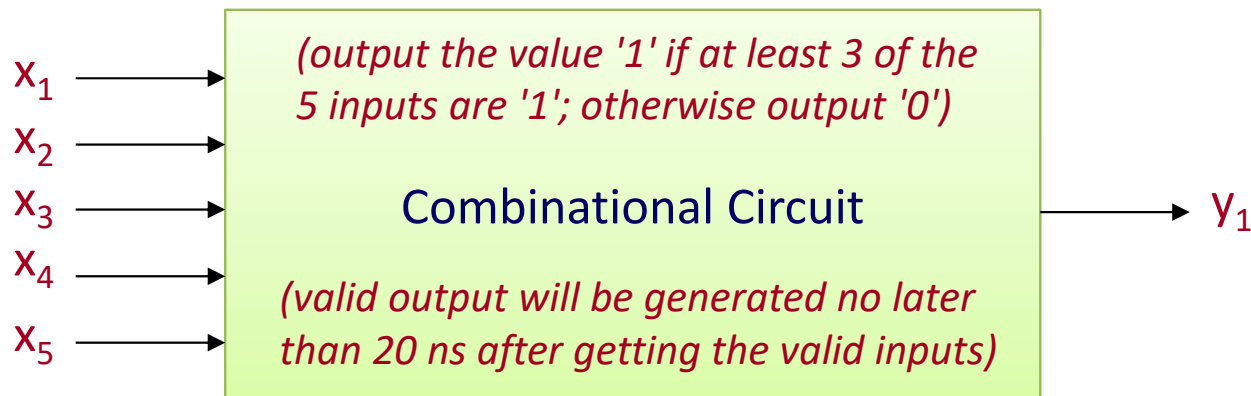 (output the value '1' if at least 3 of the
5 inputs are '1'; otherwise output '0')
x₁
x₂
x₃
x₄
x₅
Combinational Circuit
y₁
(valid output will be generated no later
than 20 ns after getting the valid inputs)